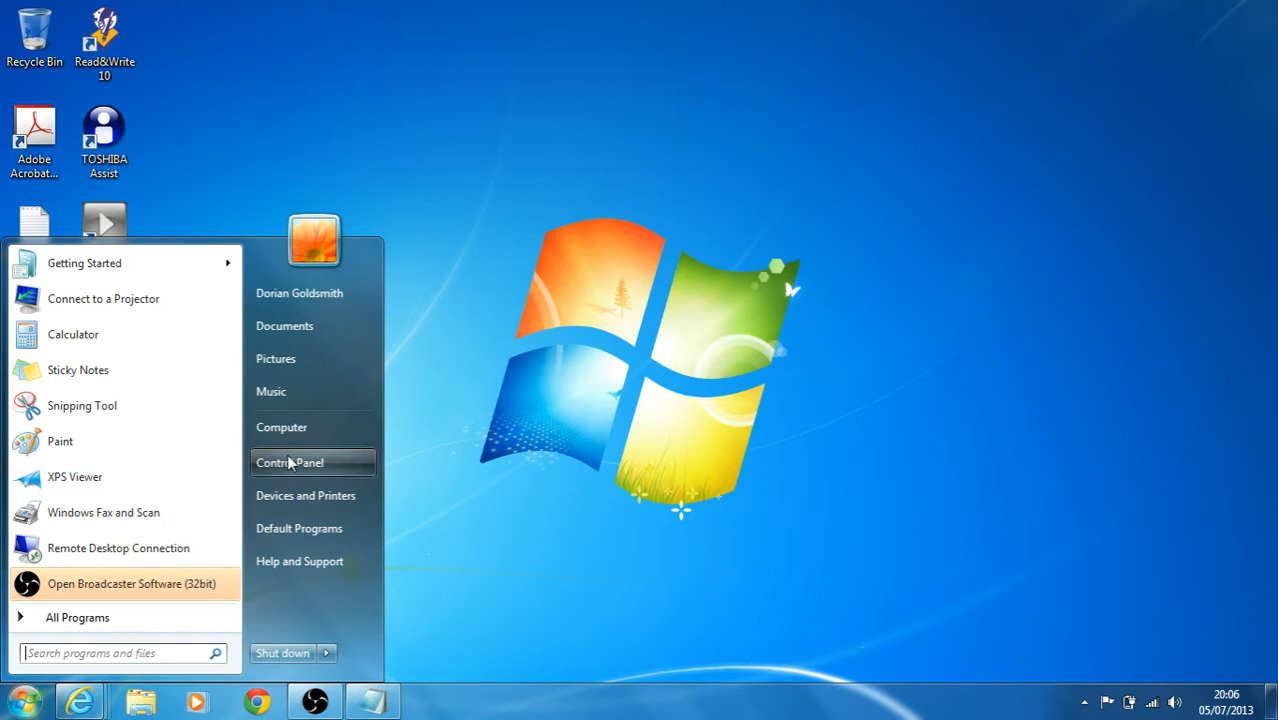 Recycle Bin
Read&Write
10
Adobe
Acrobat...
TOSHIBA
Assist
Getting Started
Connect to a Projector
Calculator
Sticky Notes
Snipping Tool
Paint
XPS Viewer
Windows Fax and Scan
Remote Desktop Connection
Open Broadcaster Software (32bit)
All Programs
Search programs and files
Dorian Goldsmith
Documents
Pictures
Music
Computer
Control Panel
Devices and Printers
Default Programs
Help and Support
Shut down
20:06
05/07/2013